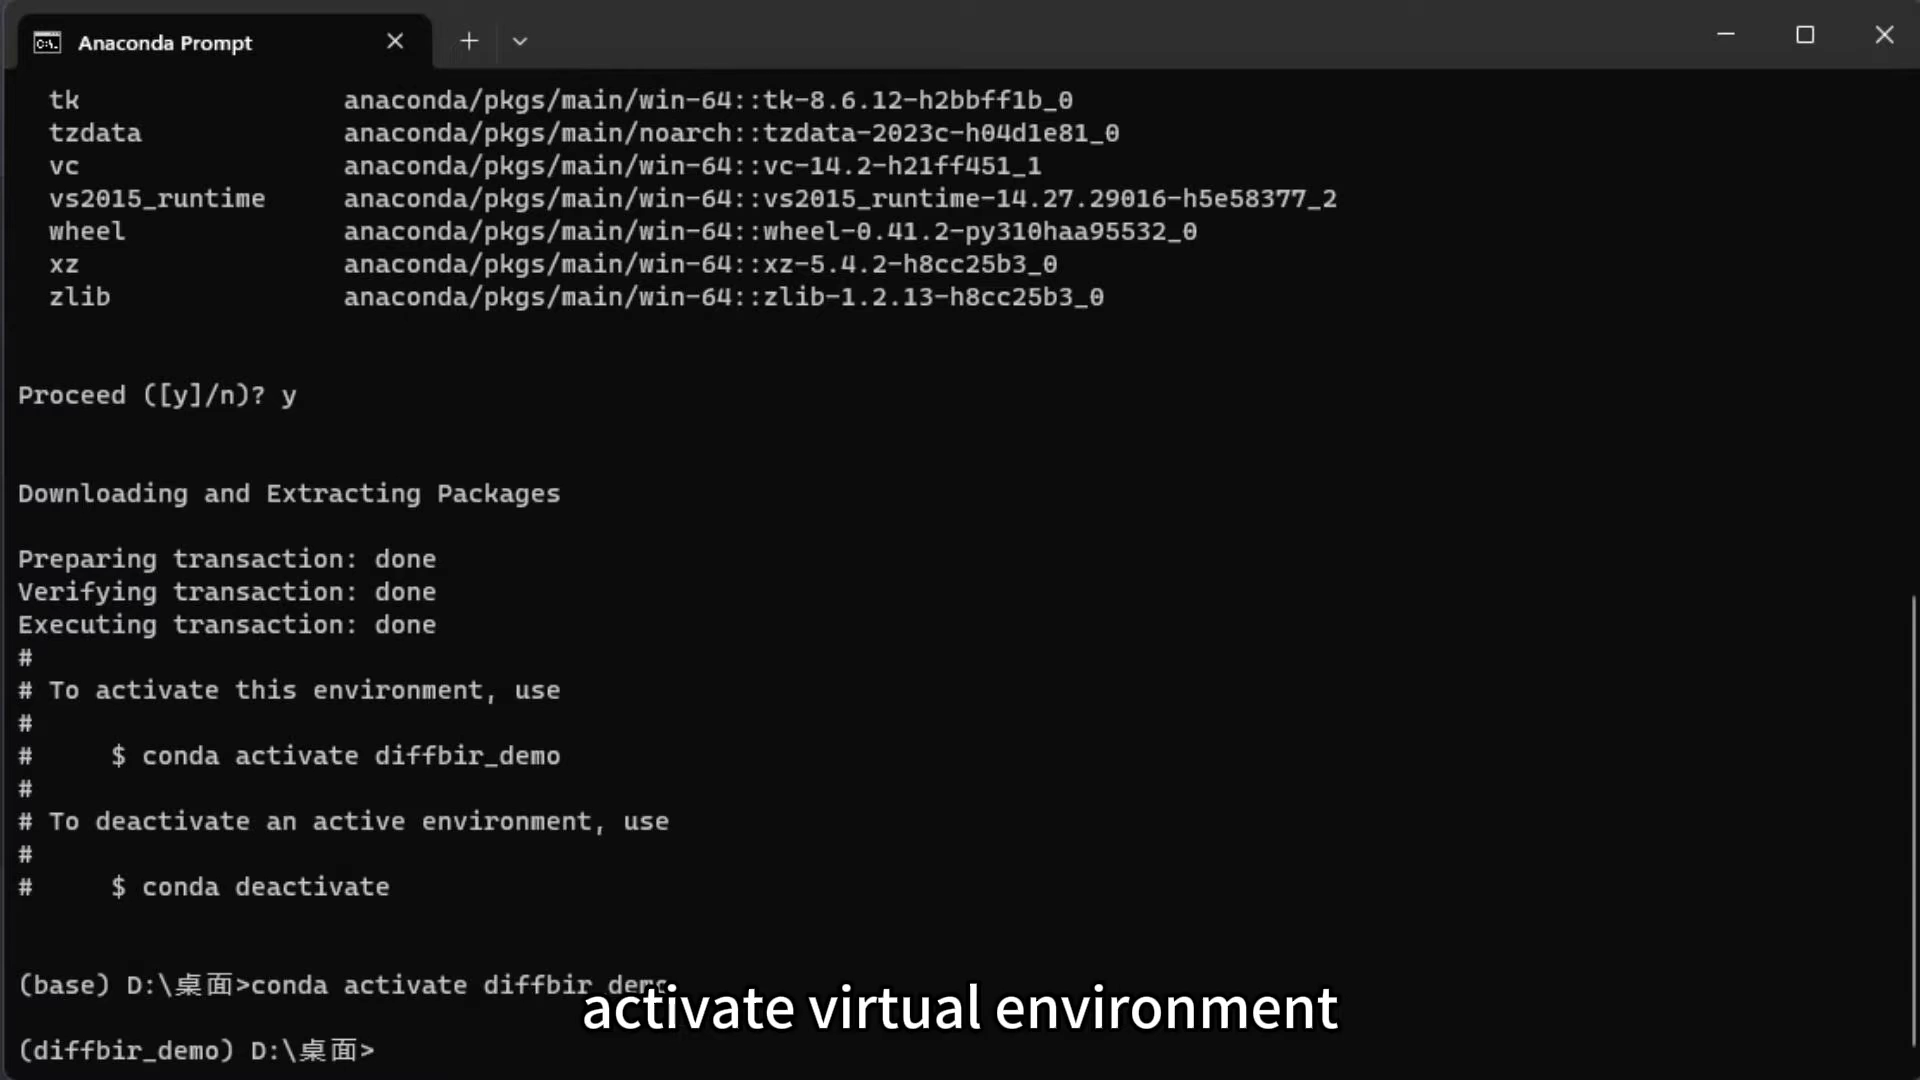 Anaconda Prompt
tk anaconda/pkgs/main/win-64::tk-8.6.12-h2bbff1b_0
tzdata anaconda/pkgs/main/noarch::tzdata-2023c-h04d1e81_0
vc anaconda/pkgs/main/win-64::vc-14.2-h21ff451_1
vs2015_runtime anaconda/pkgs/main/win-64::vs2015_runtime-14.27.29016-h5e58377_2
wheel anaconda/pkgs/main/win-64::wheel-0.41.2-py310haa95532_0
xz anaconda/pkgs/main/win-64::xz-5.4.2-h8cc25b3_0
zlib anaconda/pkgs/main/win-64::zlib-1.2.13-h8cc25b3_0
Proceed ([y]/n)? y
Downloading and Extracting Packages
Preparing transaction: done
Verifying transaction: done
Executing transaction: done
#
# To activate this environment, use
#
# $ conda activate diffbir_demo
#
# To deactivate an active environment, use
#
# $ conda deactivate
(base) D:\桌面>conda activate diffbir_demo
activate virtual environment
(diffbir_demo) D:\桌面>